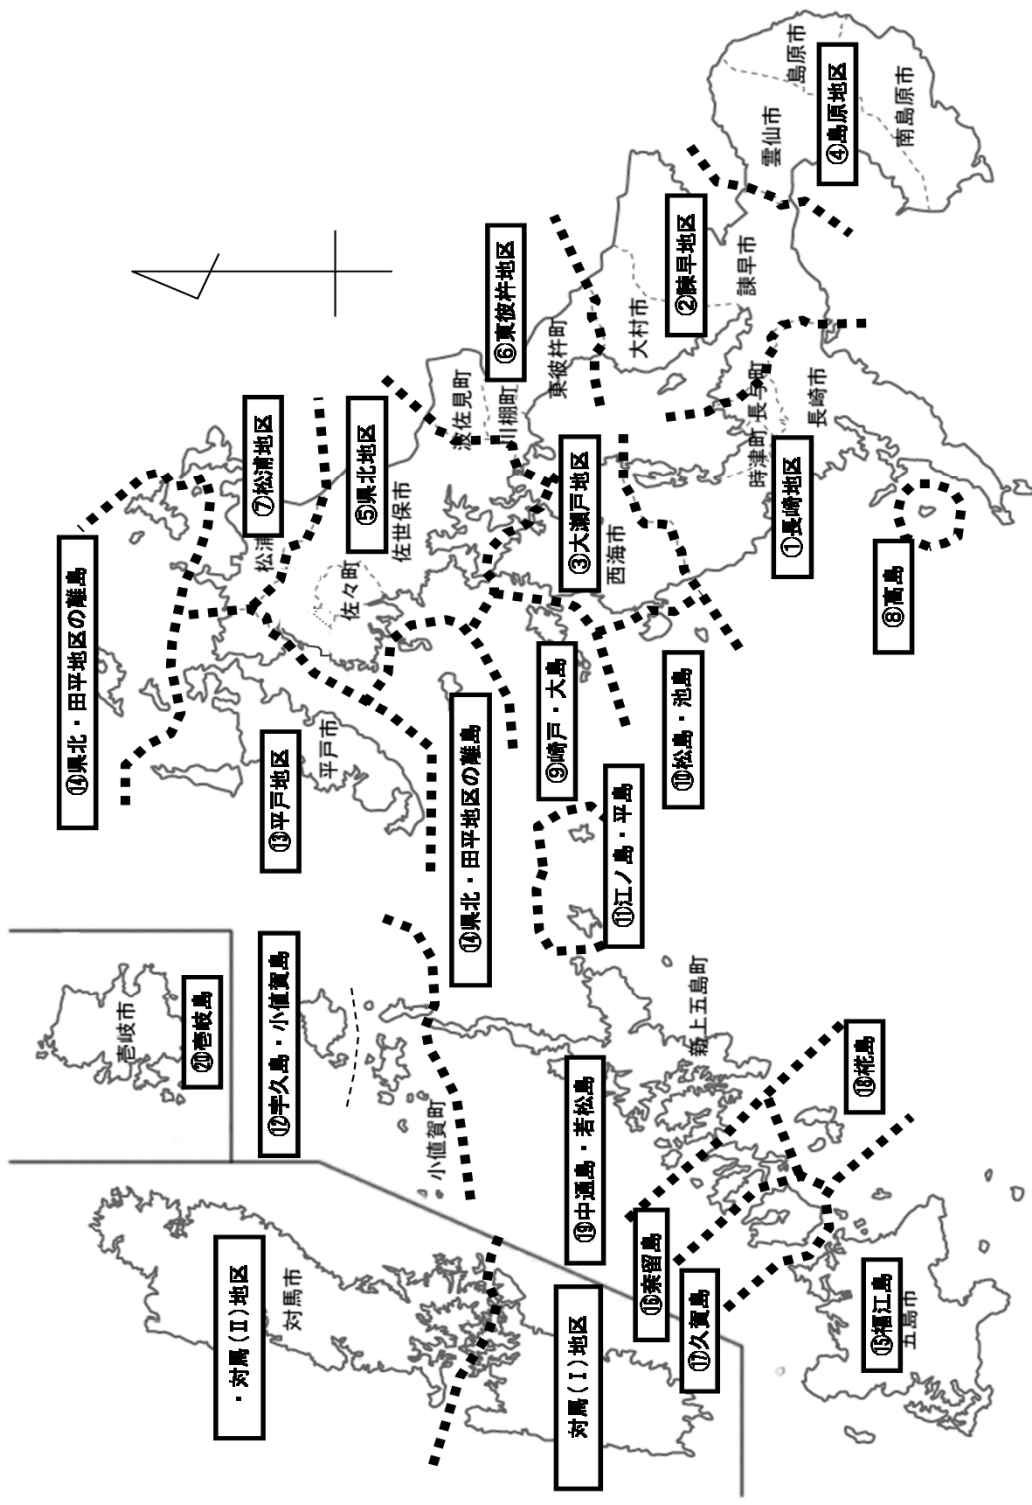 ⑭県北・田平地区の離島
⑦松浦地区
⑤県北地区
⑥東彼杵地区
②諫早地区
④島原地区
島原市
雲仙市
南島原市
諫早市
大村市
東彼杵町
波佐見町
川棚町
長与町
時津町
長崎市
①長崎地区
③大瀬戸地区
西海市
佐世保市
佐々町
松浦
⑧高島
⑬平戸地区
平戸市
⑭県北・田平地区の離島
⑨崎戸・大島
⑩松島・池島
⑪江ノ島・平島
壱岐市
⑳壱岐島
⑫宇久島・小値賀島
小値賀町
新上五島町
⑲中通島・若松島
⑱椛島
⑯奈留島
⑰久賀島
⑮福江島
五島市
・対馬(Ⅱ)地区
対馬市
対馬(Ⅰ)地区